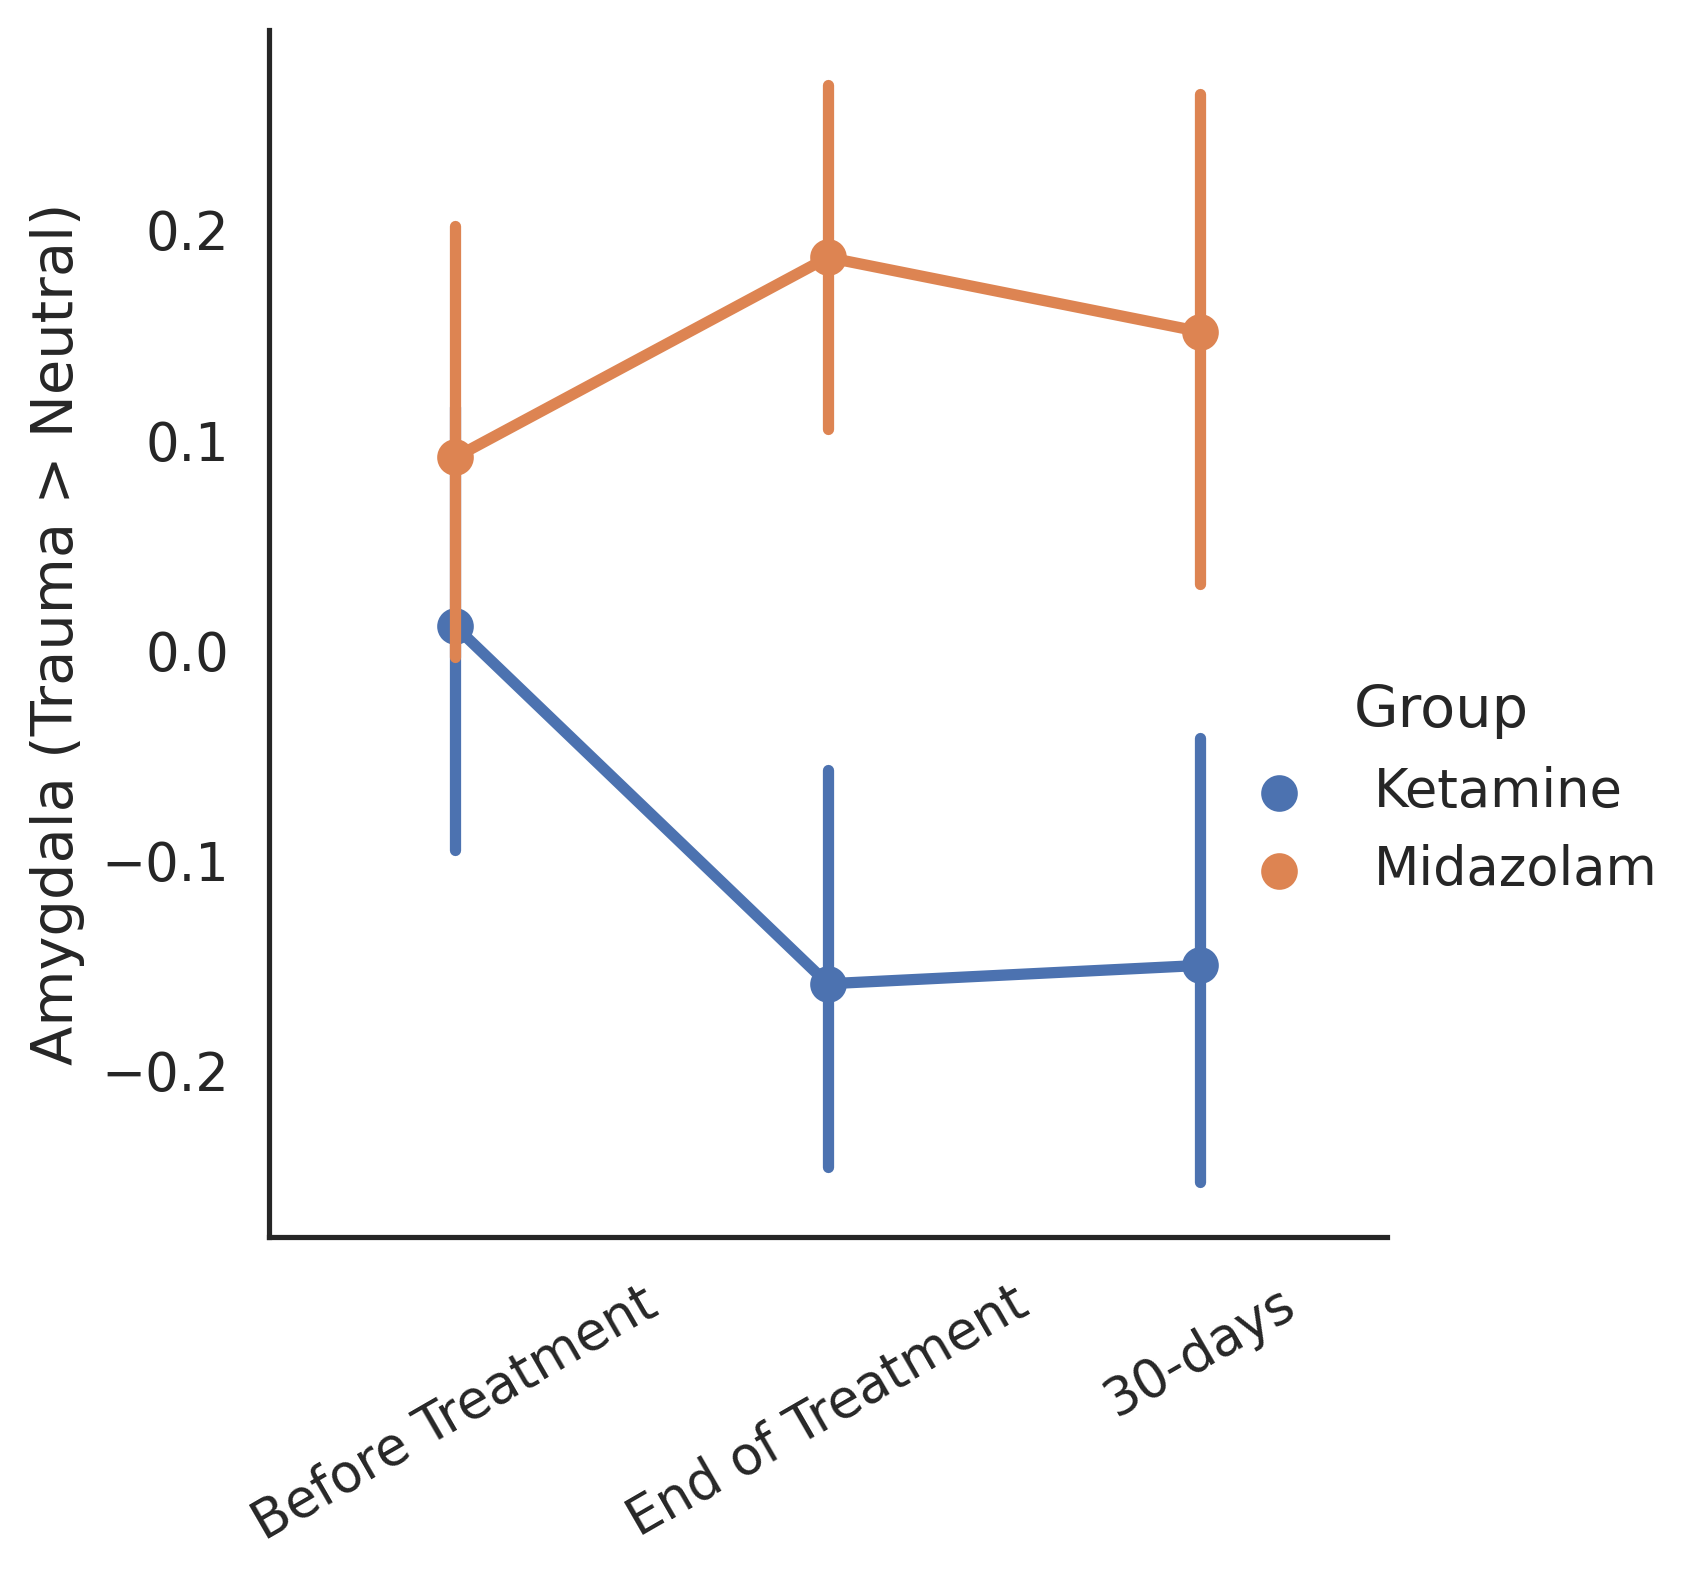 Amygdala (Trauma > Neutral)
0.2
0.1
0.0
−0.1
−0.2
Before Treatment
End of Treatment
30-days
Group
Ketamine
Midazolam